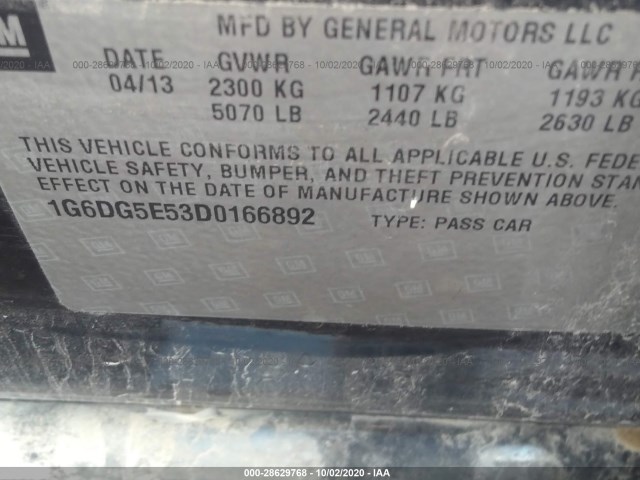 GM
MFD BY GENERAL MOTORS LLC
DATE GVWR GAWR FRT GAWR
04/13 2300 KG 1107 KG 1193 KG
5070 LB 2440 LB 2630 LB
THIS VEHICLE CONFORMS TO ALL APPLICABLE U.S. FEDE
VEHICLE SAFETY, BUMPER, AND THEFT PREVENTION STAN
EFFECT ON THE DATE OF MANUFACTURE SHOWN ABOVE.
1G6DG5E53D0166892 TYPE: PASS CAR
000-28629768 - 10/02/2020 - IAA